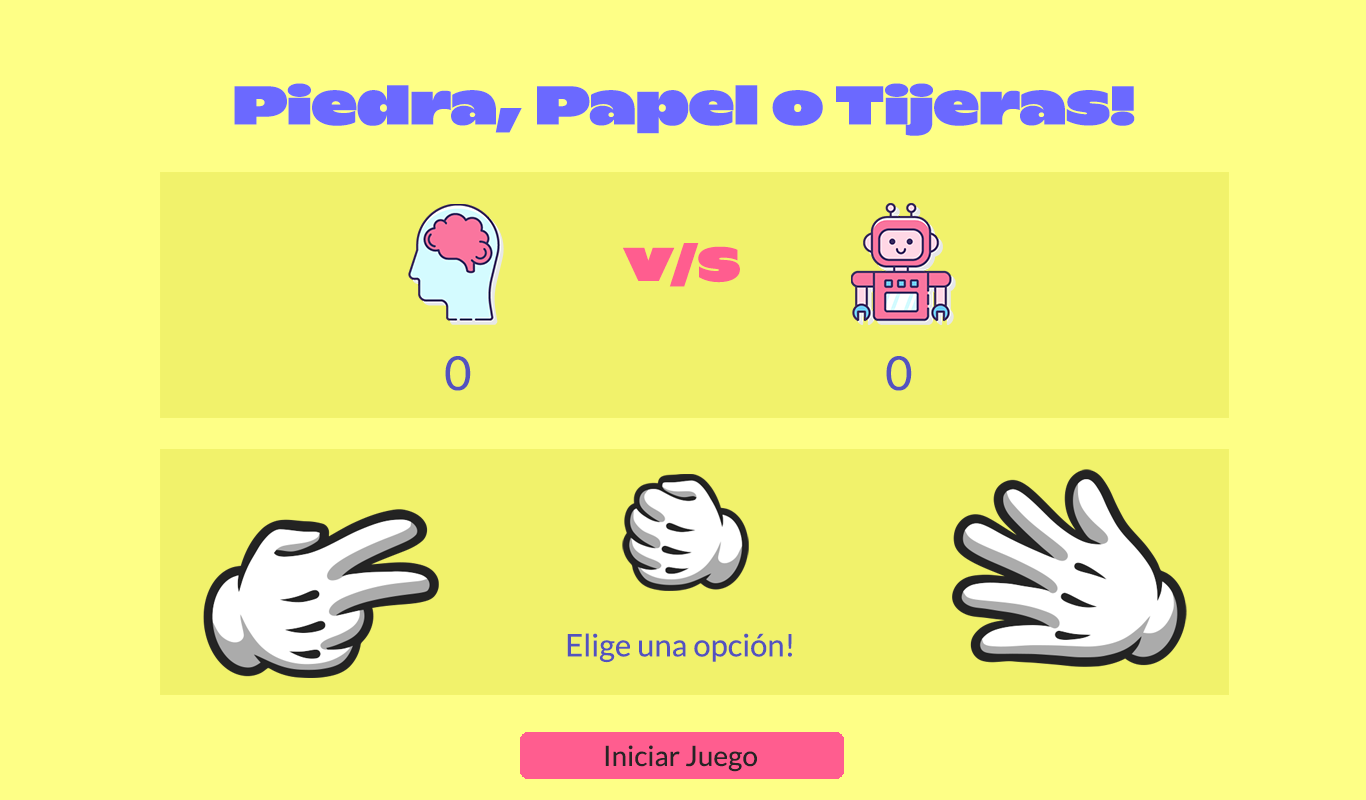 Piedra, Papel o Tijeras!
v/s
0 0
Elige una opción!
Iniciar Juego